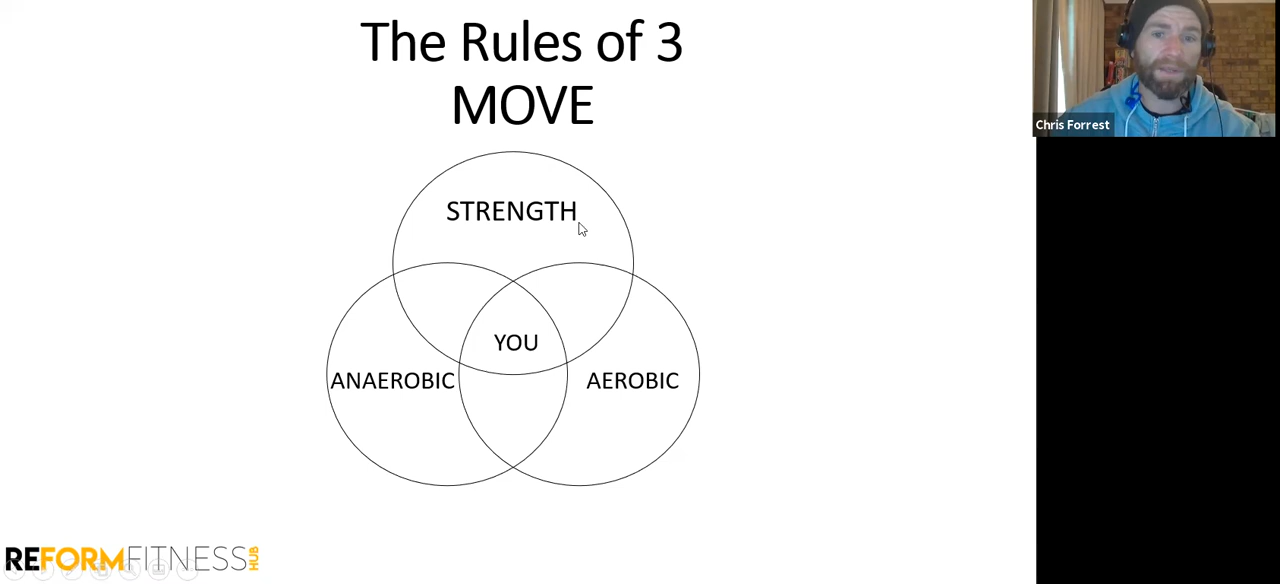 The Rules of 3
MOVE
Chris Forrest
STRENGTH
YOU
ANAEROBIC
AEROBIC
REFORMFITNESS HUB